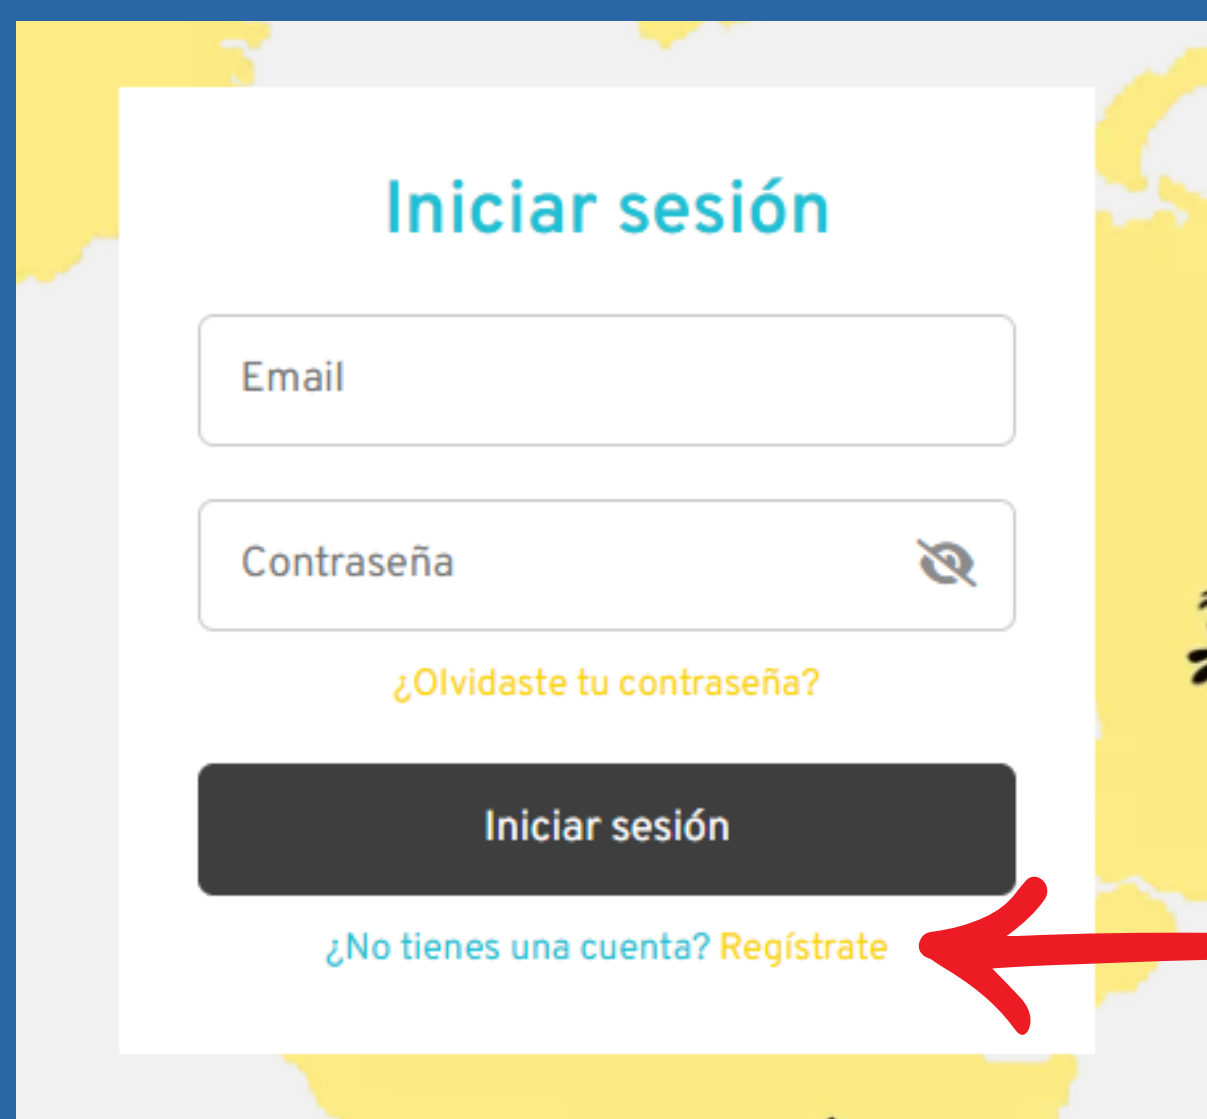 Iniciar sesión
Email
Contraseña
¿Olvidaste tu contraseña?
Iniciar sesión
¿No tienes una cuenta? Regístrate